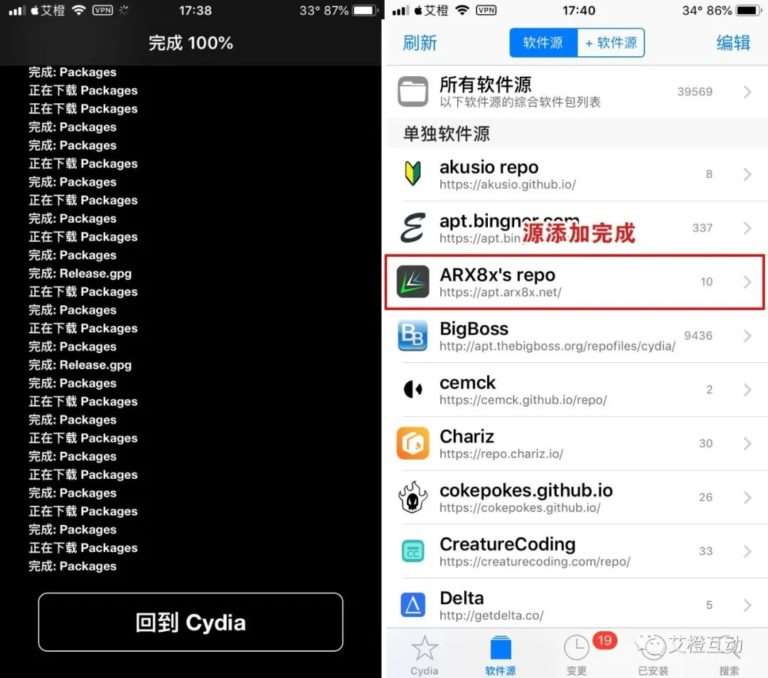 艾橙 VPN 17:38 33° 87%
完成 100%
完成: Packages
正在下载 Packages
正在下载 Packages
完成: Packages
完成: Packages
正在下载 Packages
完成: Packages
正在下载 Packages
完成: Packages
正在下载 Packages
完成: Packages
完成: Release.gpg
正在下载 Packages
完成: Packages
正在下载 Packages
完成: Packages
完成: Release.gpg
完成: Packages
正在下载 Packages
完成: Packages
正在下载 Packages
完成: Packages
正在下载 Packages
完成: Packages
正在下载 Packages
完成: Packages
正在下载 Packages
完成: Packages
回到 Cydia
艾橙 VPN 17:40 34° 86%
刷新 软件源 + 软件源 编辑
所有软件源 39569
以下软件源的综合软件包列表
单独软件源
akusio repo 8
https://akusio.github.io/
apt.bingner.com 337
https://apt.bin
源添加完成
ARX8x's repo 10
https://apt.arx8x.net/
BigBoss 9436
http://apt.thebigboss.org/repofiles/cydia/
cemck 2
https://cemck.github.io/repo/
Chariz 30
https://repo.chariz.io/
cokepokes.github.io 26
https://cokepokes.github.io/
CreatureCoding 33
https://creaturecoding.com/repo/
Delta 5
http://getdelta.co/
19
艾橙互动
Cydia 软件源 变更 已安装 搜索